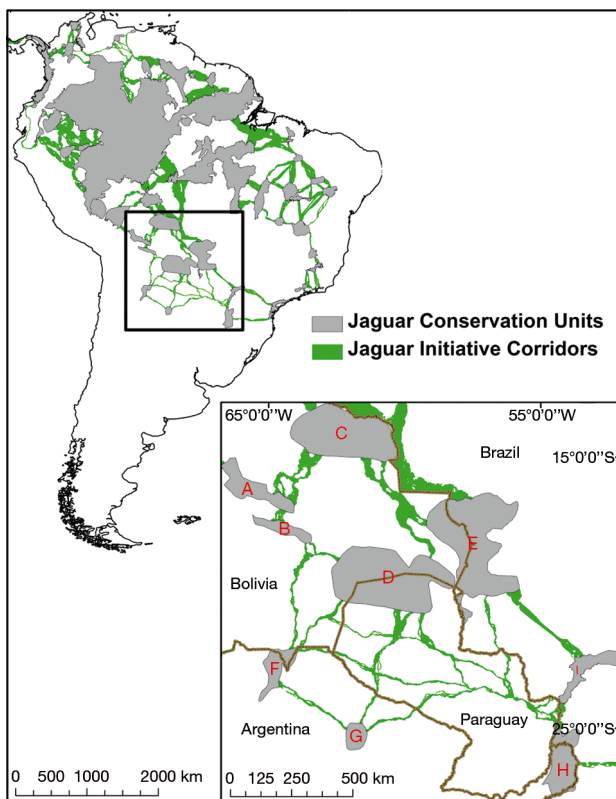 Jaguar Conservation Units
Jaguar Initiative Corridors
65°0'0''W
55°0'0''W
C
Brazil
15°0'0''S
A
B
E
D
Bolivia
F
I
Argentina
G
Paraguay
25°0'0''S
H
0 125 250 500 km
0 500 1000 2000 km